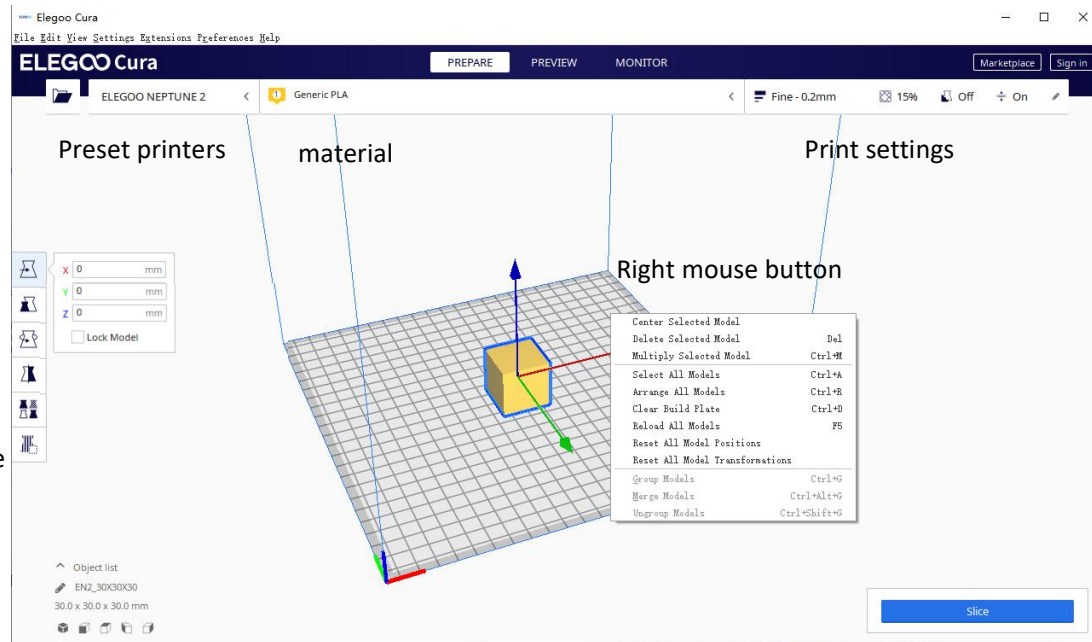 Elegoo Cura
File Edit View Settings Extensions Preferences Help
ELEGOO Cura
PREPARE PREVIEW MONITOR Marketplace Sign in
ELEGOO NEPTUNE 2 < 1 Generic PLA < Fine - 0.2mm 15% Off On
Preset printers material Print settings
Right mouse button
X 0 mm
Y 0 mm
Z 0 mm
Lock Model
Center Selected Model
Delete Selected Model Del
Multiply Selected Model Ctrl+M
Select All Models Ctrl+A
Arrange All Models Ctrl+R
Clear Build Plate Ctrl+D
Reload All Models F5
Reset All Model Positions
Reset All Model Transformations
Group Models Ctrl+G
Merge Models Ctrl+Alt+G
Ungroup Models Ctrl+Shift+G
e
Object list
EN2_30X30X30
30.0 x 30.0 x 30.0 mm
Slice